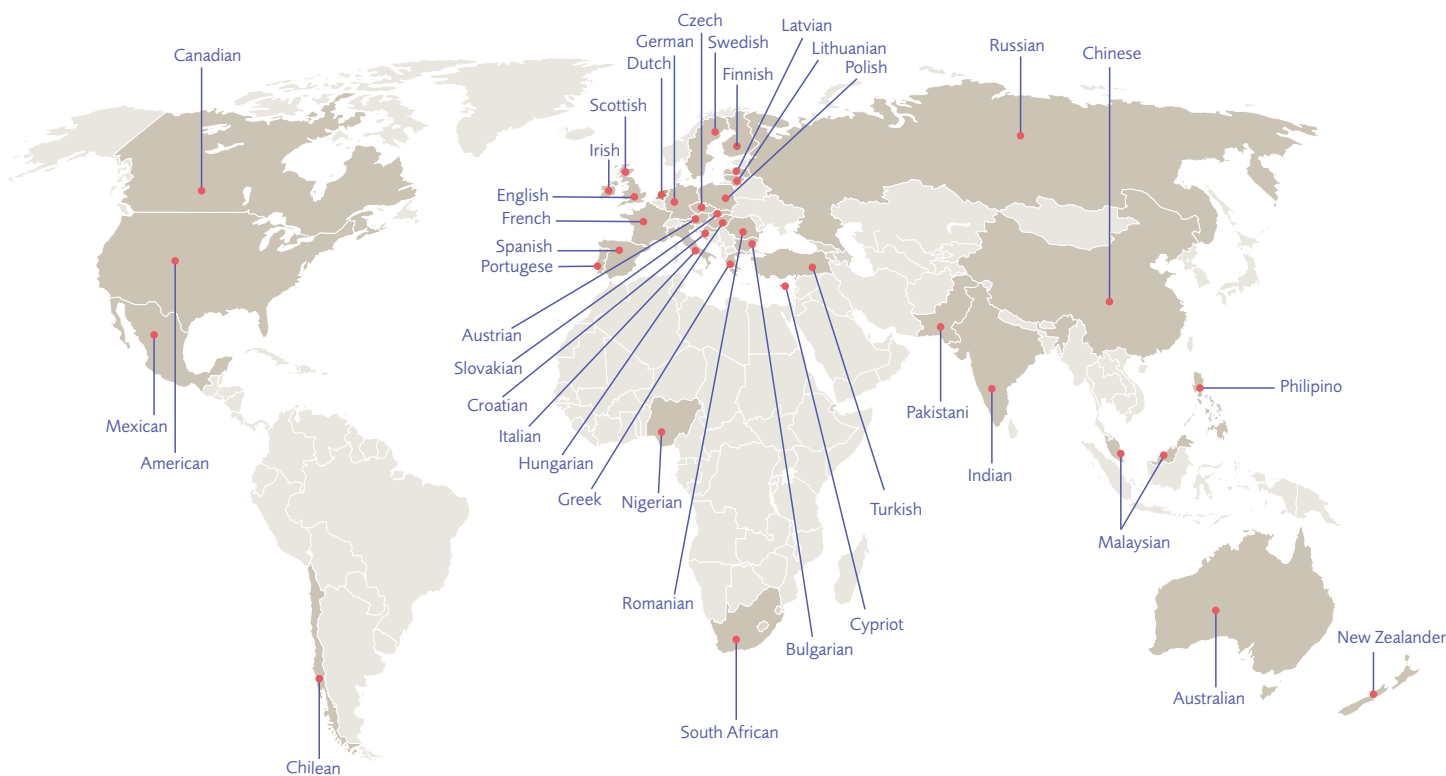 Czech
Latvian
German
Swedish
Lithuanian
Russian
Chinese
Canadian
Dutch
Finnish
Polish
Scottish
Irish
English
French
Spanish
Portugese
Austrian
Slovakian
Croatian
Italian
Hungarian
Greek
Nigerian
Mexican
American
Pakistani
Philipino
Indian
Turkish
Malaysian
Romanian
Cypriot
Bulgarian
New Zealander
Australian
South African
Chilean